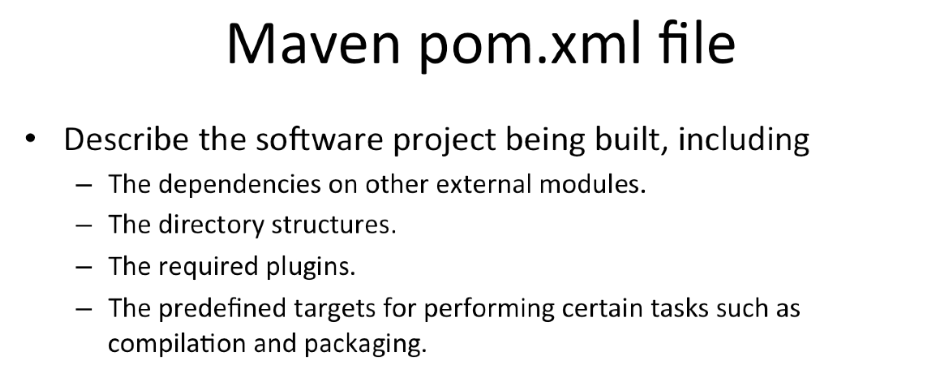 Maven pom.xml file
• Describe the software project being built, including
– The dependencies on other external modules.
– The directory structures.
– The required plugins.
– The predefined targets for performing certain tasks such as
compilation and packaging.